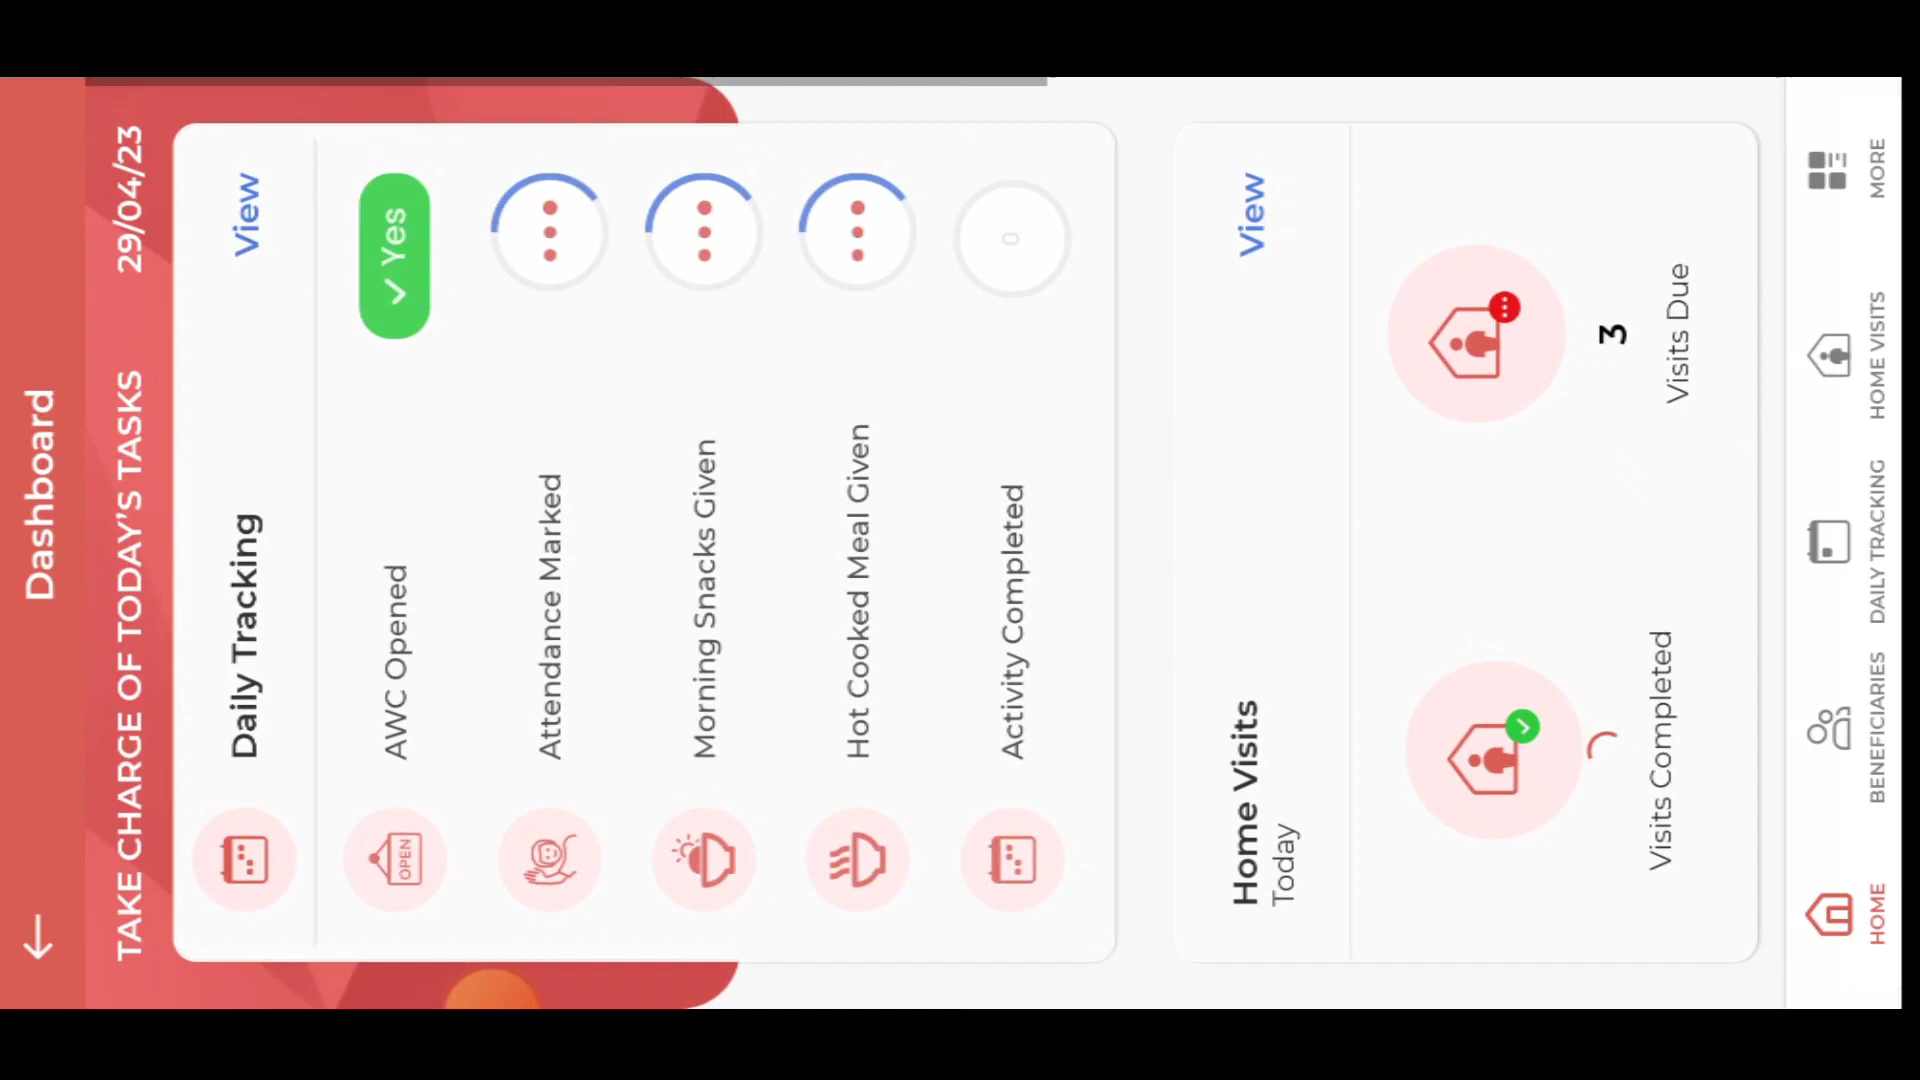 Dashboard
TAKE CHARGE OF TODAY'S TASKS 29/04/23
Daily Tracking View
OPEN
AWC Opened Yes
Attendance Marked
Morning Snacks Given
Hot Cooked Meal Given
Activity Completed 0
Home Visits View
Today
3
Visits Completed Visits Due
HOME BENEFICIARIES DAILY TRACKING HOME VISITS MORE